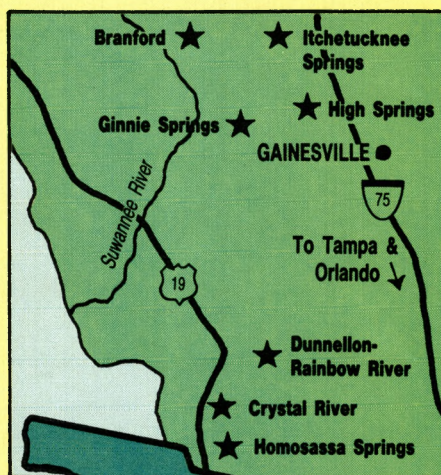 Branford
Itchetucknee
Springs
High Springs
Ginnie Springs
GAINESVILLE
Suwannee River
75
To Tampa &
Orlando
19
Dunnellon-
Rainbow River
Crystal River
Homosassa Springs